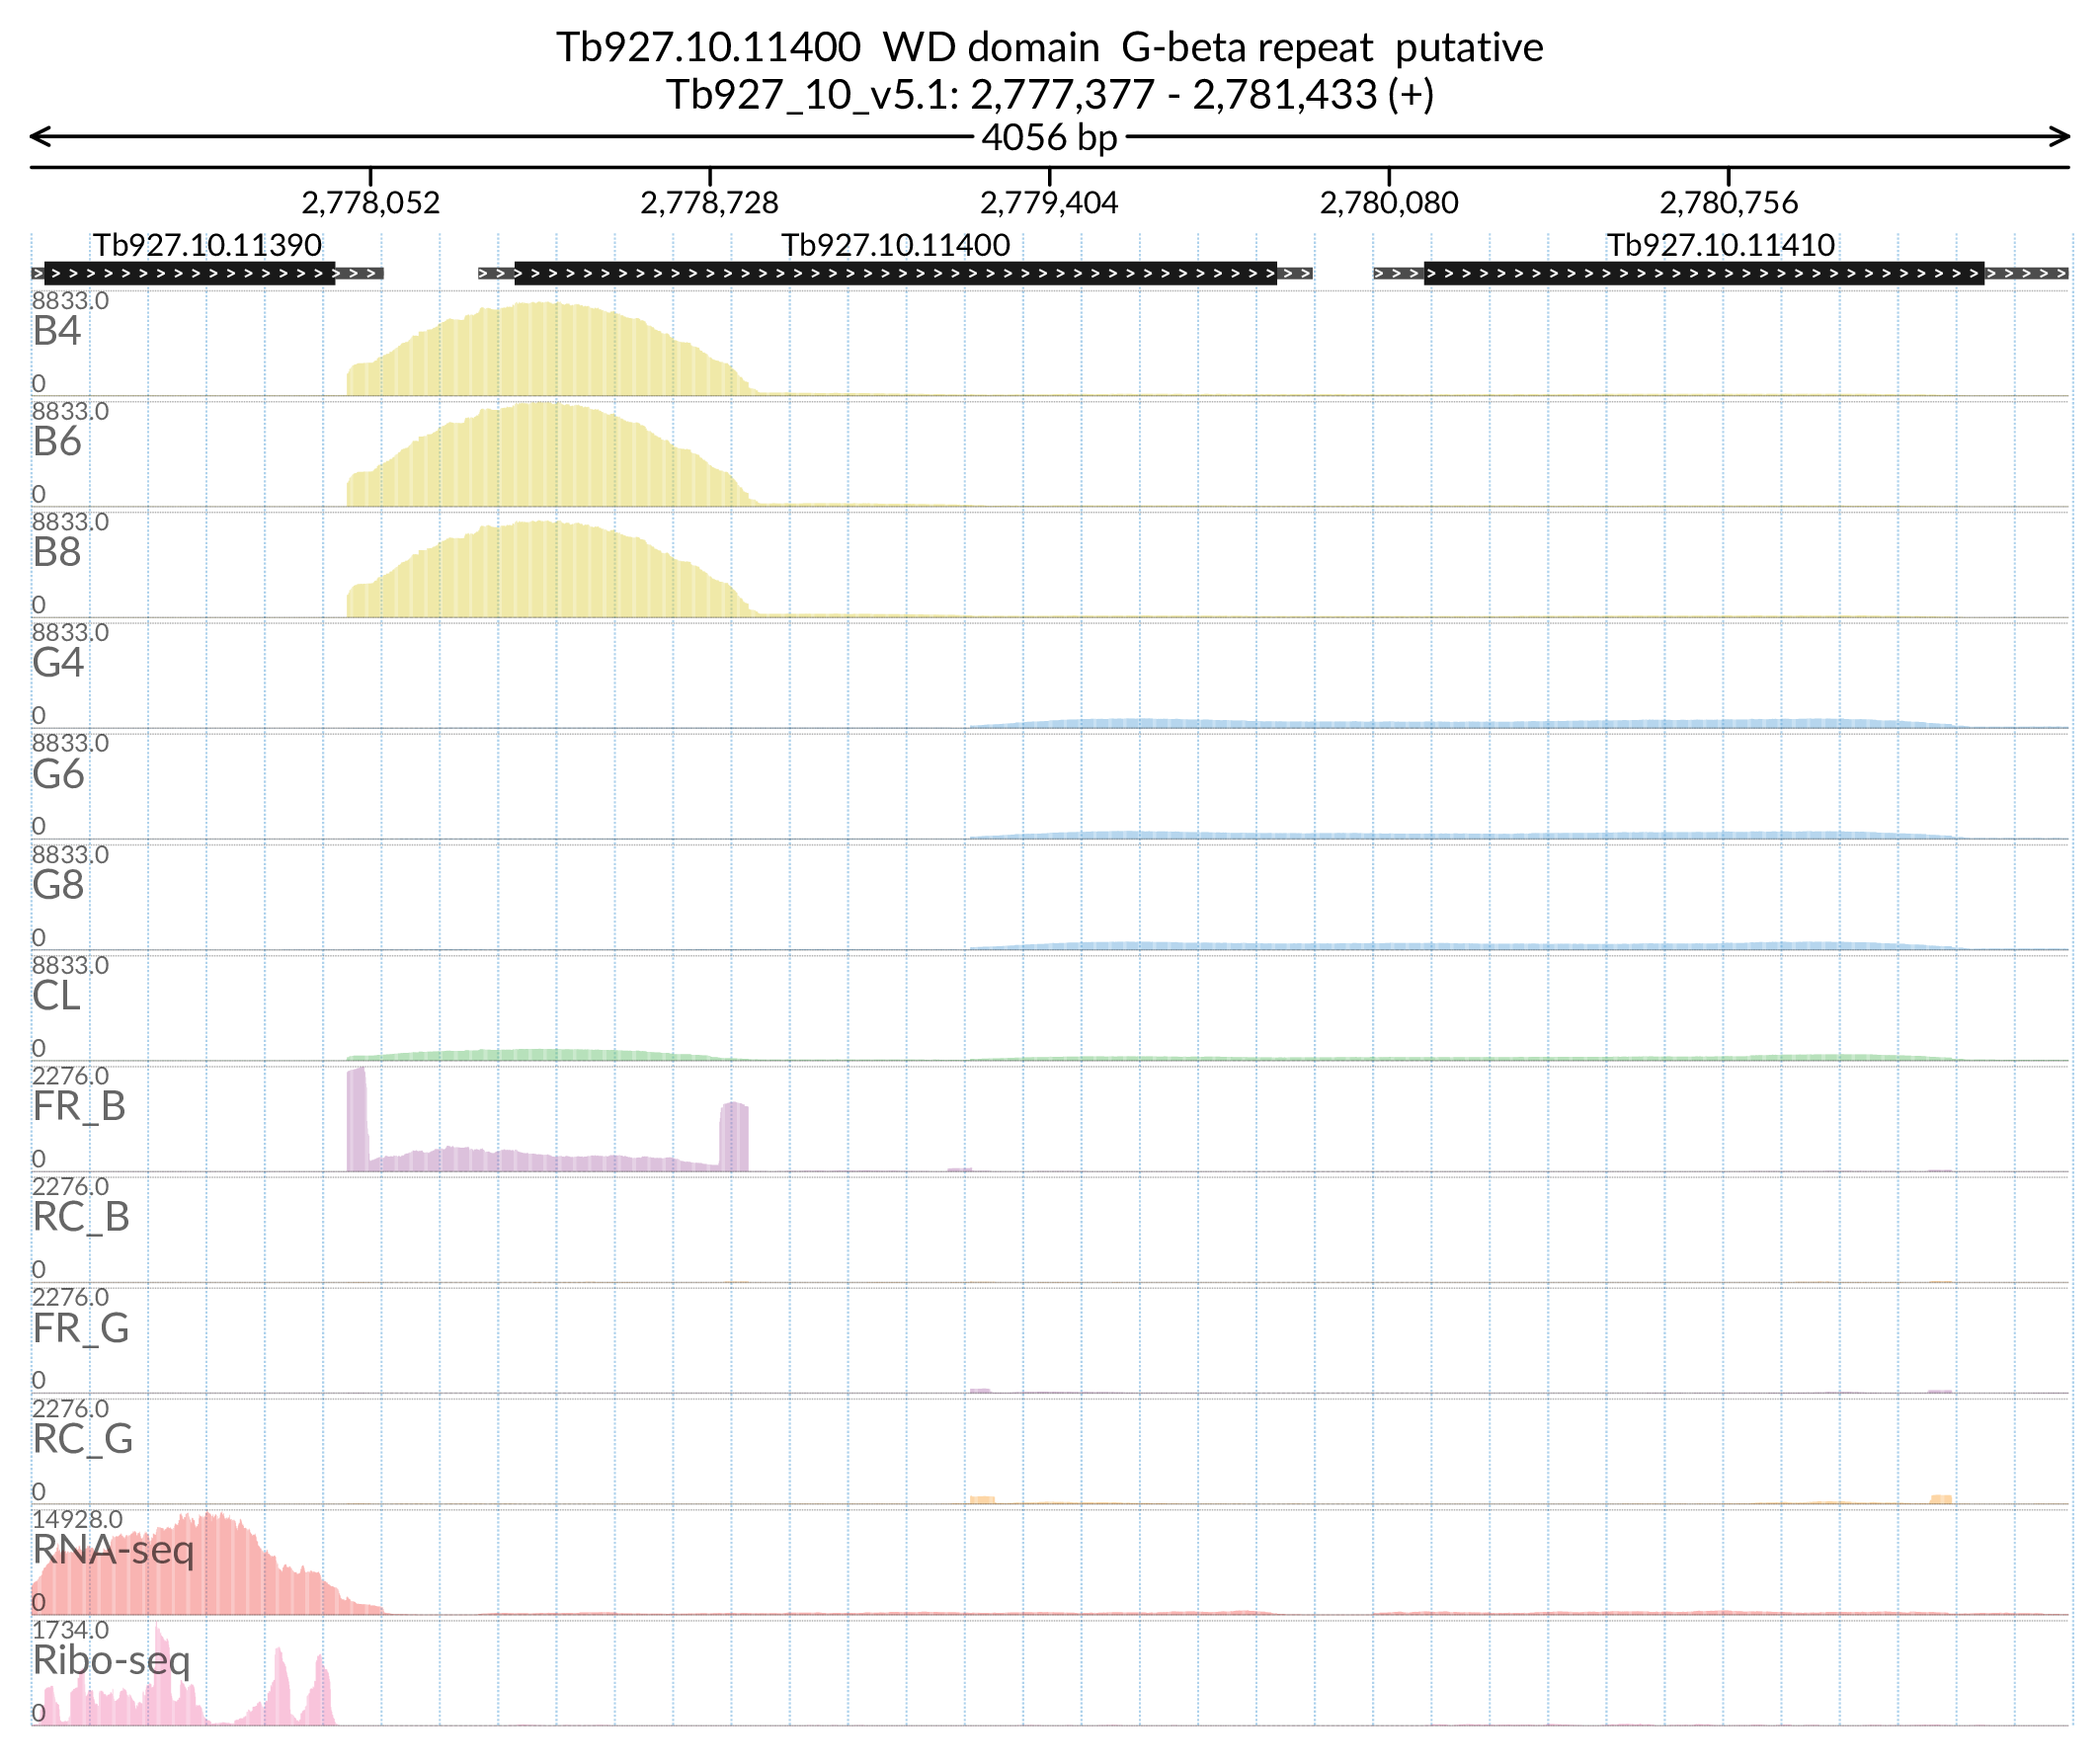 Tb927.10.11400  WD domain  G-beta repeat  putative
Tb927_10_v5.1: 2,777,377 - 2,781,433 (+)
4056 bp
2,778,052 2,778,728 2,779,404 2,780,080 2,780,756
Tb927.10.11390 Tb927.10.11400 Tb927.10.11410
8833.0
B4
0
8833.0
B6
0
8833.0
B8
0
8833.0
G4
0
8833.0
G6
0
8833.0
G8
0
8833.0
CL
0
2276.0
FR_B
0
2276.0
RC_B
0
2276.0
FR_G
0
2276.0
RC_G
0
14928.0
RNA-seq
0
1734.0
Ribo-seq
0